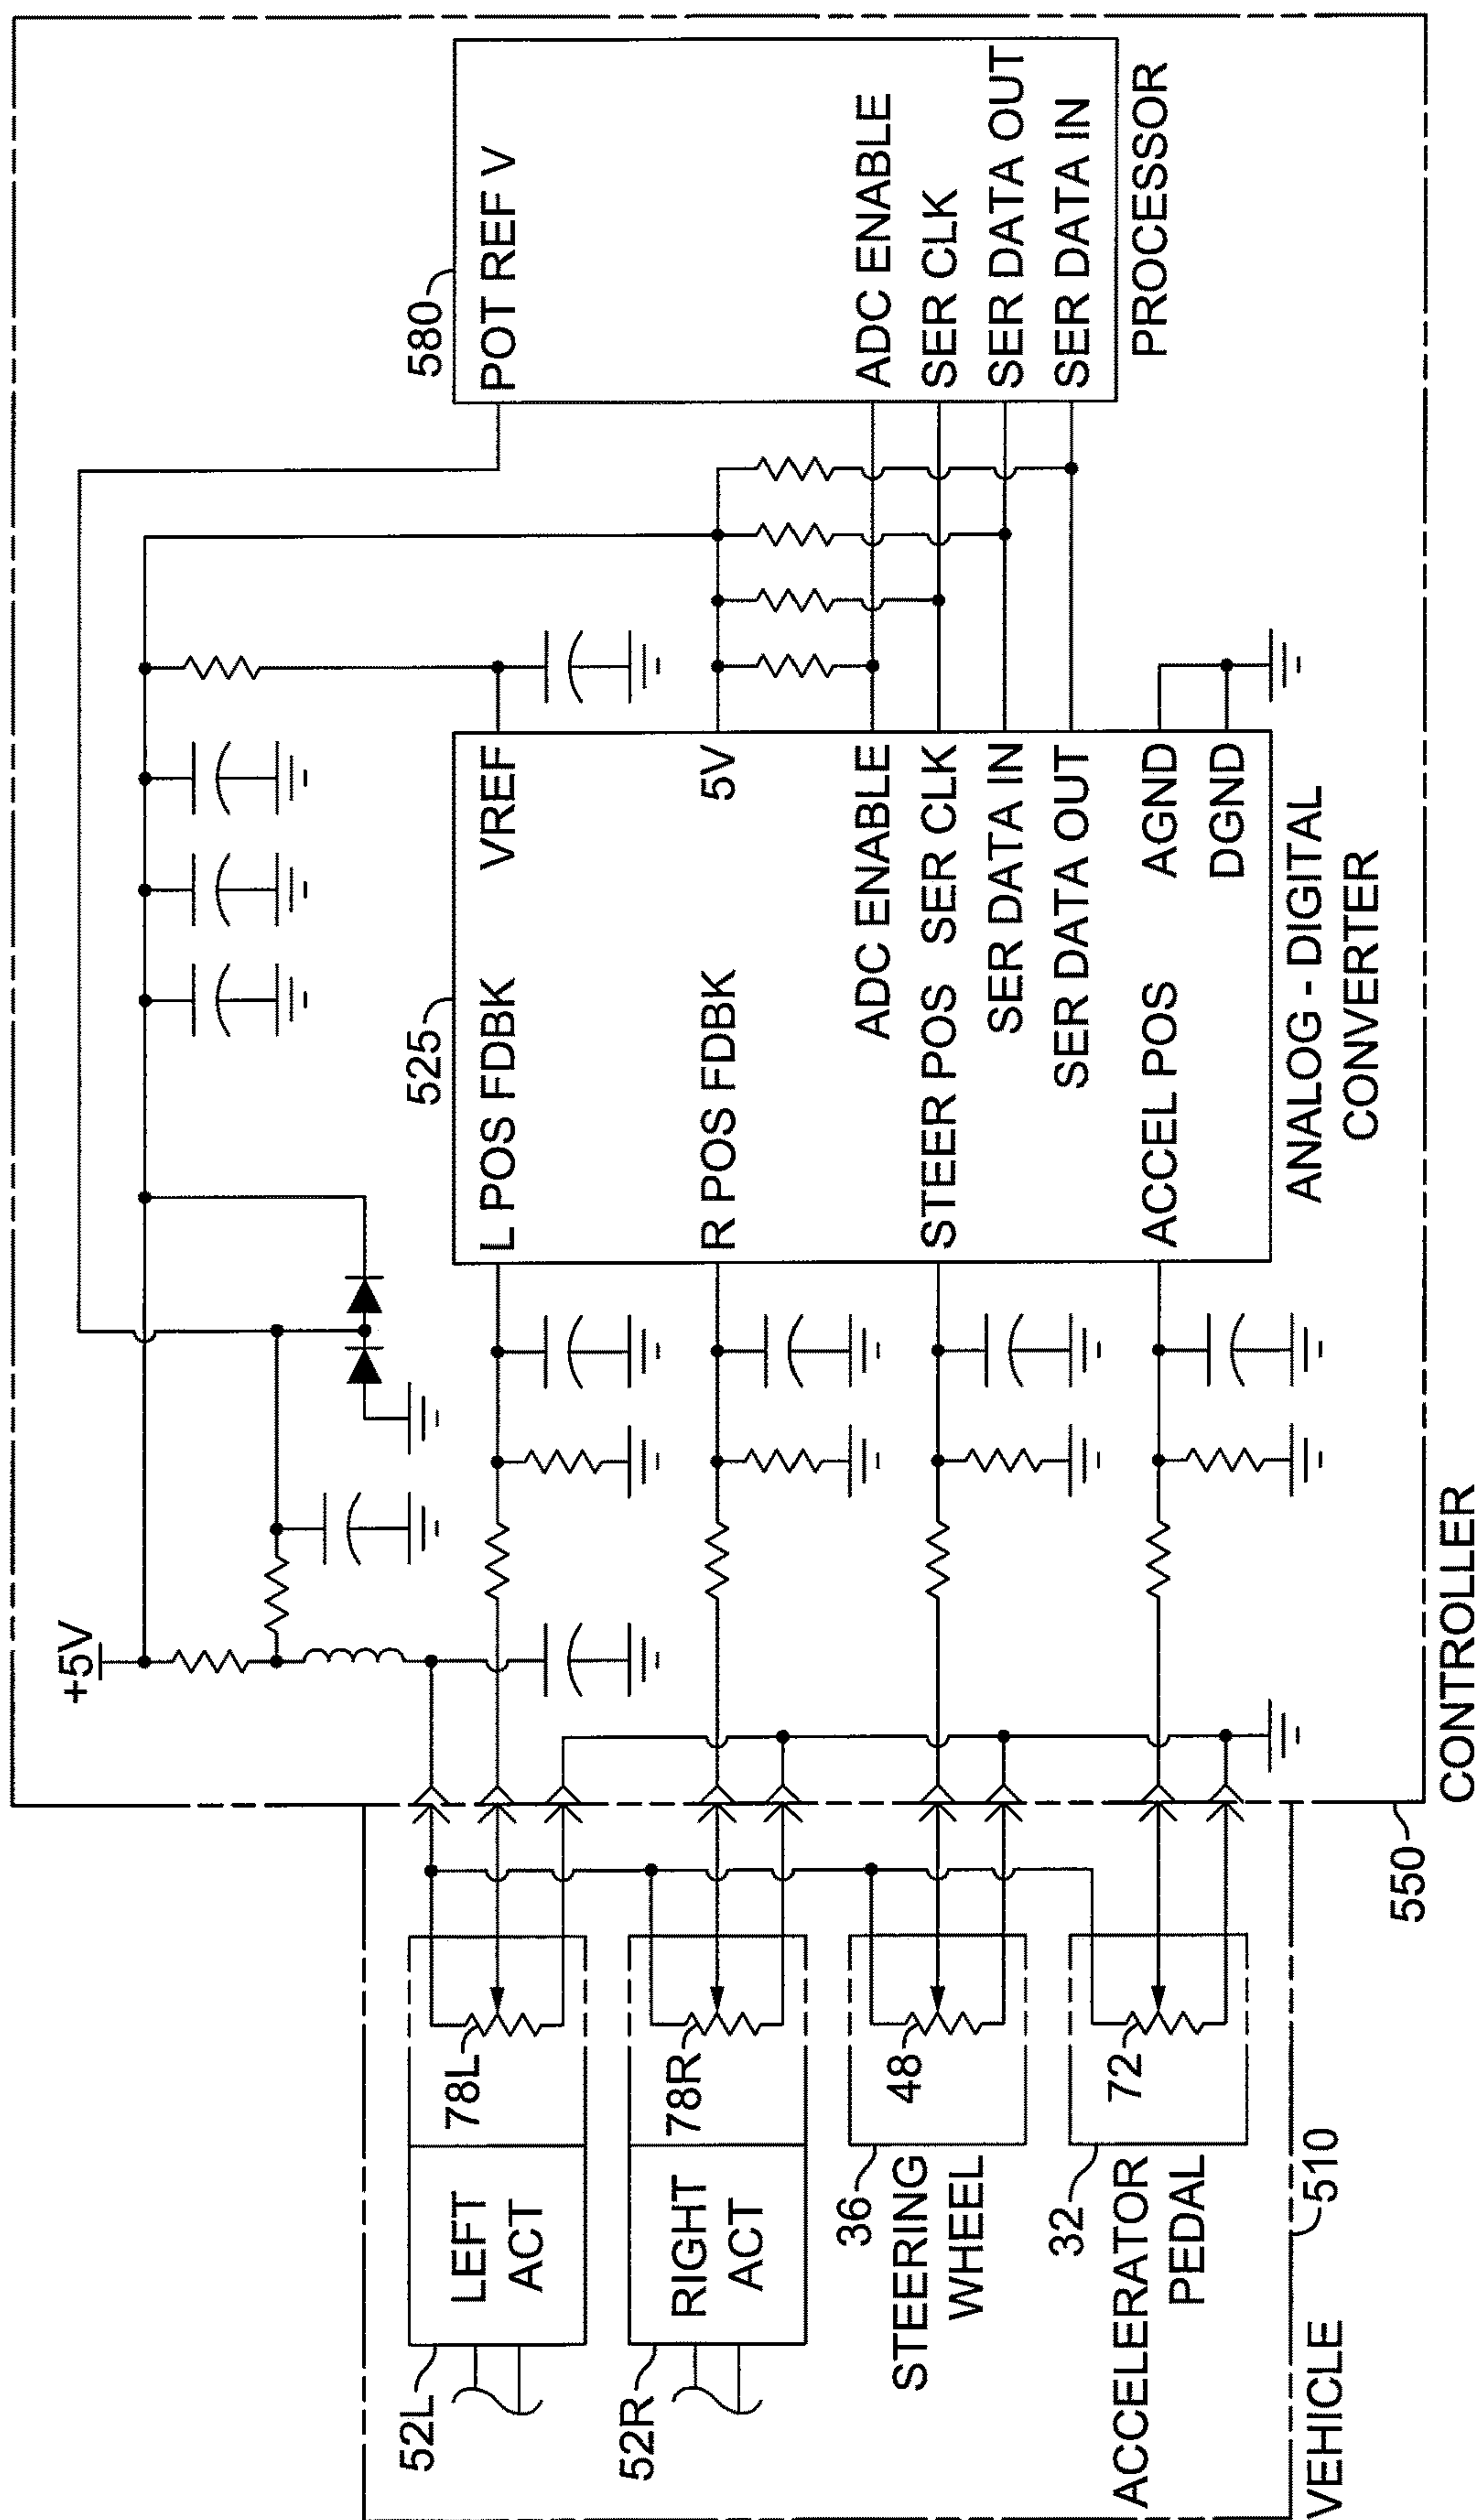 +5V
580
POT REF V
ADC ENABLE
SER CLK
SER DATA OUT
SER DATA IN
PROCESSOR
525
L POS FDBK
VREF
R POS FDBK
5V
ADC ENABLE
STEER POS
SER CLK
SER DATA IN
SER DATA OUT
ACCEL POS
AGND
DGND
ANALOG - DIGITAL
CONVERTER
52L
LEFT
ACT
78L
52R
RIGHT
ACT
78R
36
STEERING
WHEEL
48
32
ACCELERATOR
PEDAL
72
VEHICLE
510
550
CONTROLLER